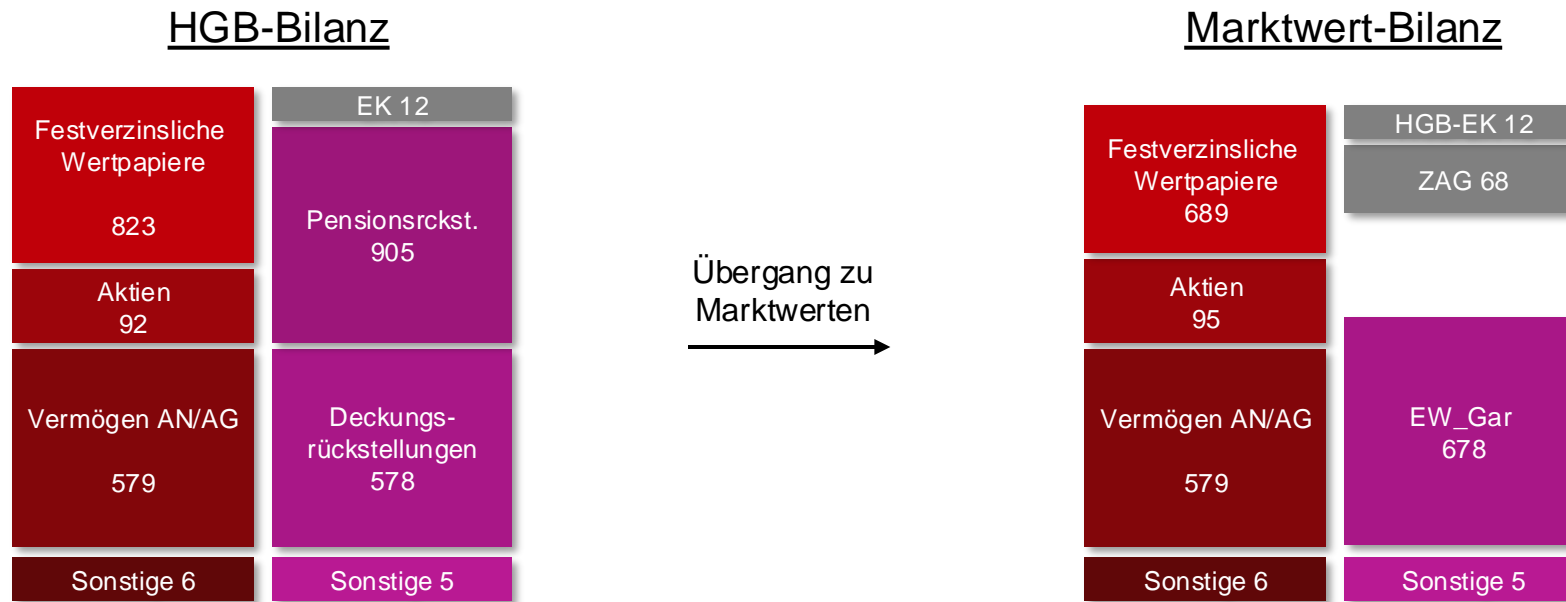 HGB-Bilanz
Festverzinsliche
Wertpapiere
823
Aktien
92
Vermögen AN/AG
579
Sonstige 6
EK 12
Pensionsrckst.
905
Deckungs-
rückstellungen
578
Sonstige 5
Übergang zu
Marktwerten
Marktwert-Bilanz
Festverzinsliche
Wertpapiere
689
Aktien
95
Vermögen AN/AG
579
Sonstige 6
HGB-EK 12
ZAG 68
EW_Gar
678
Sonstige 5